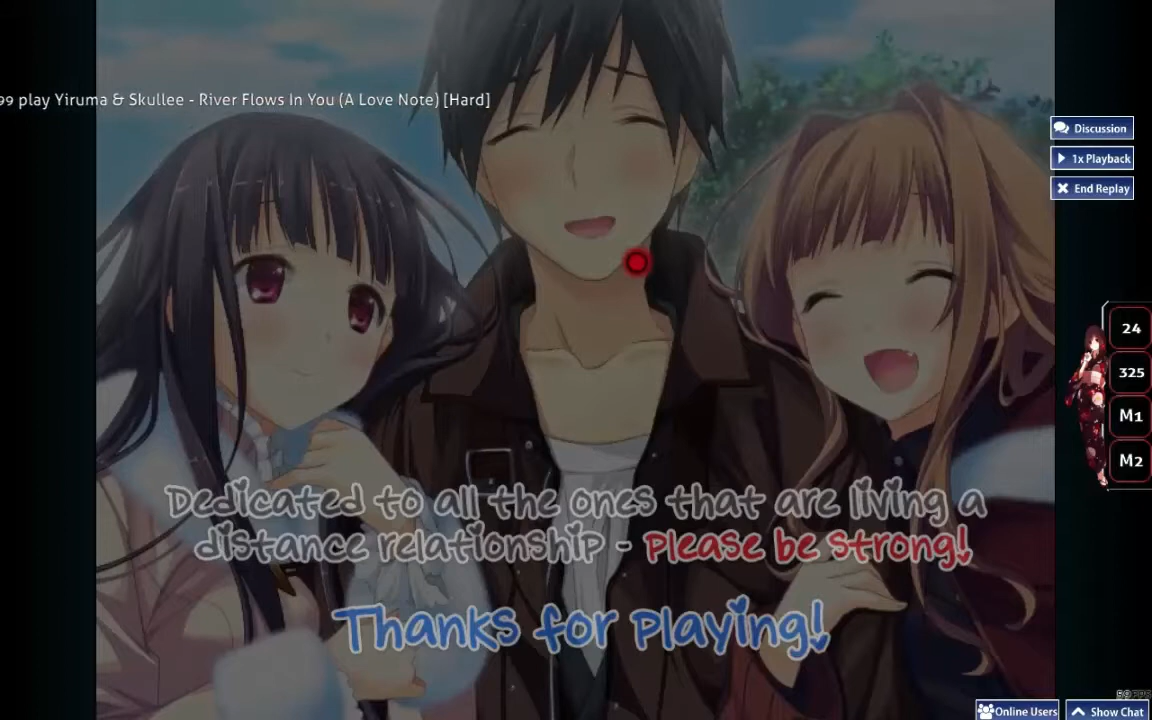 99 play Yiruma & Skullee - River Flows In You (A Love Note) [Hard]
Discussion
1x Playback
End Replay
24
325
M1
M2
Dedicated to all the ones that are living a
distance relationship - Please be strong!
Thanks for Playing!
Online Users
Show Chat